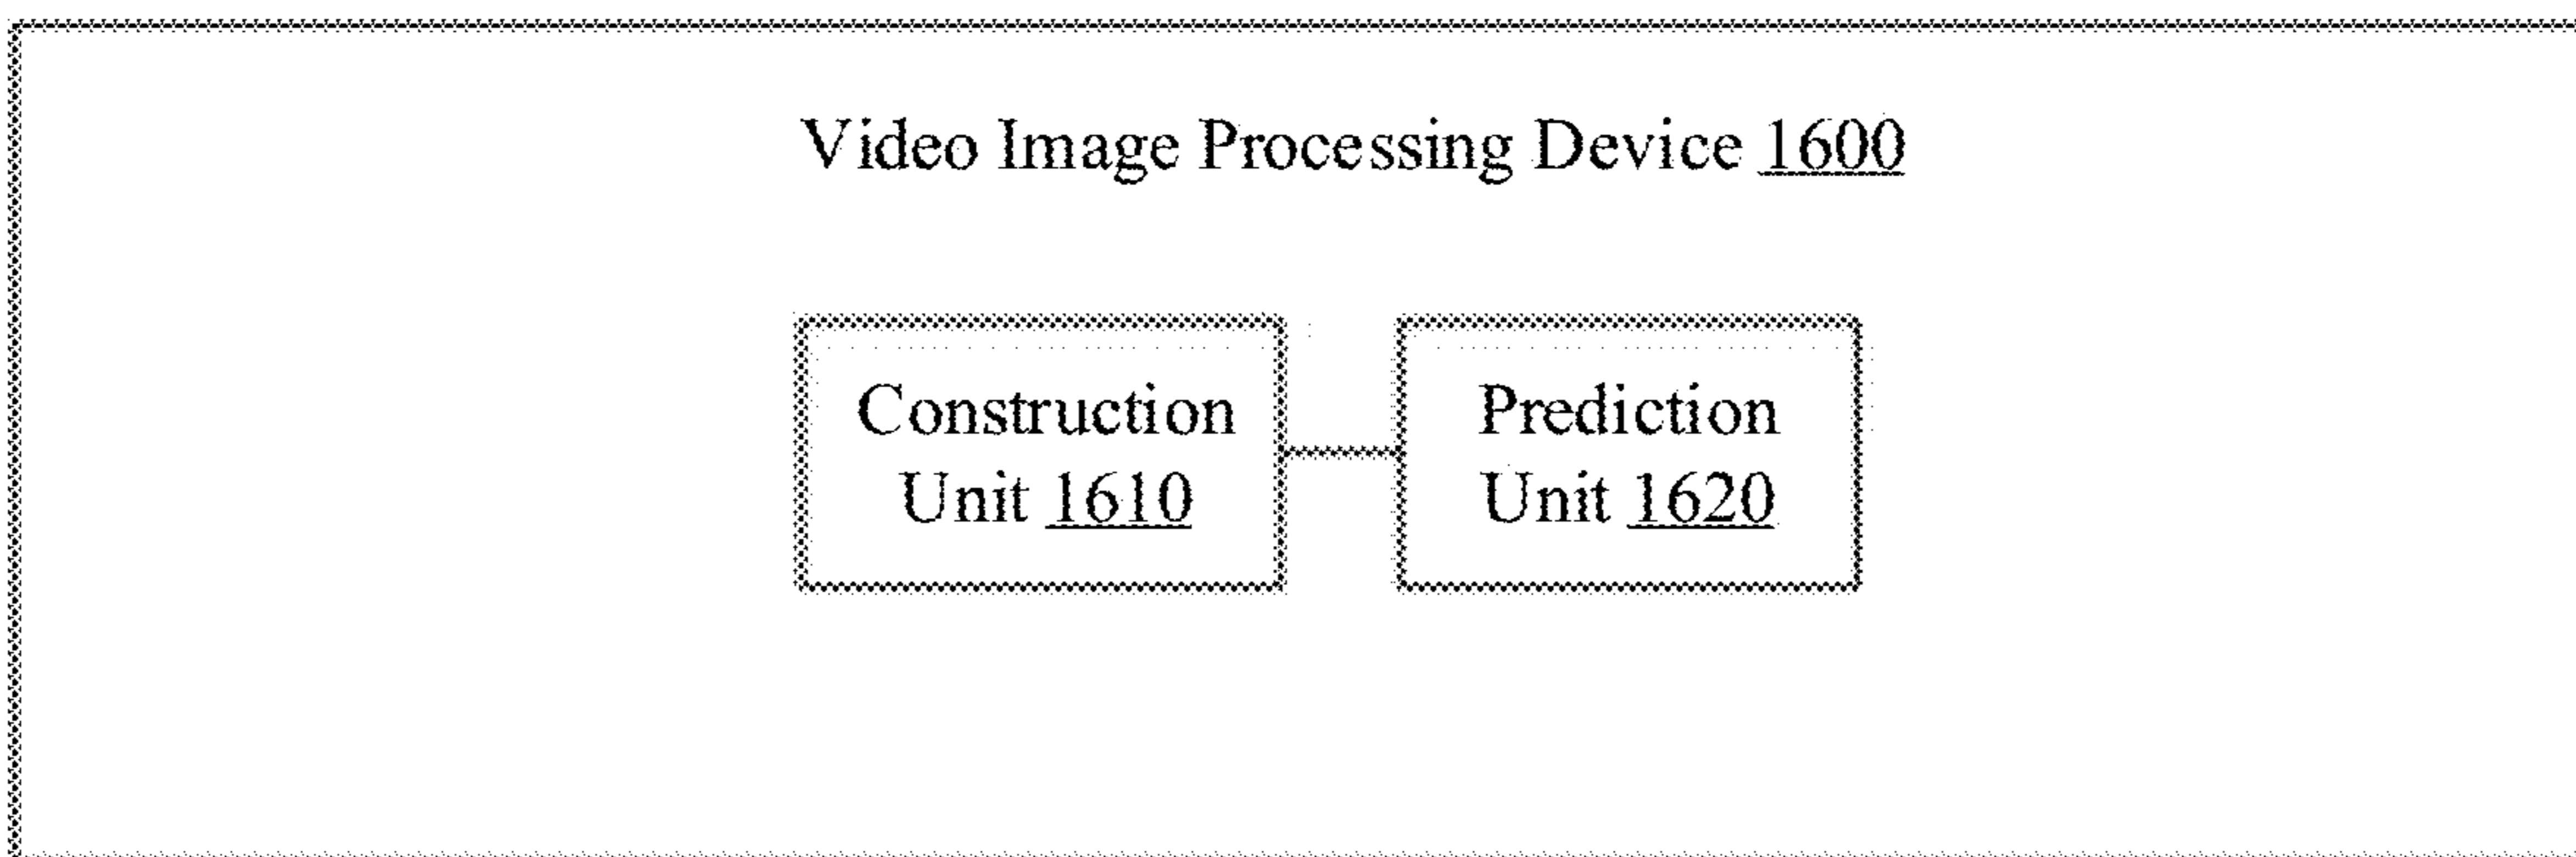 Video Image Processing Device 1600
Construction
Unit 1610
Prediction
Unit 1620